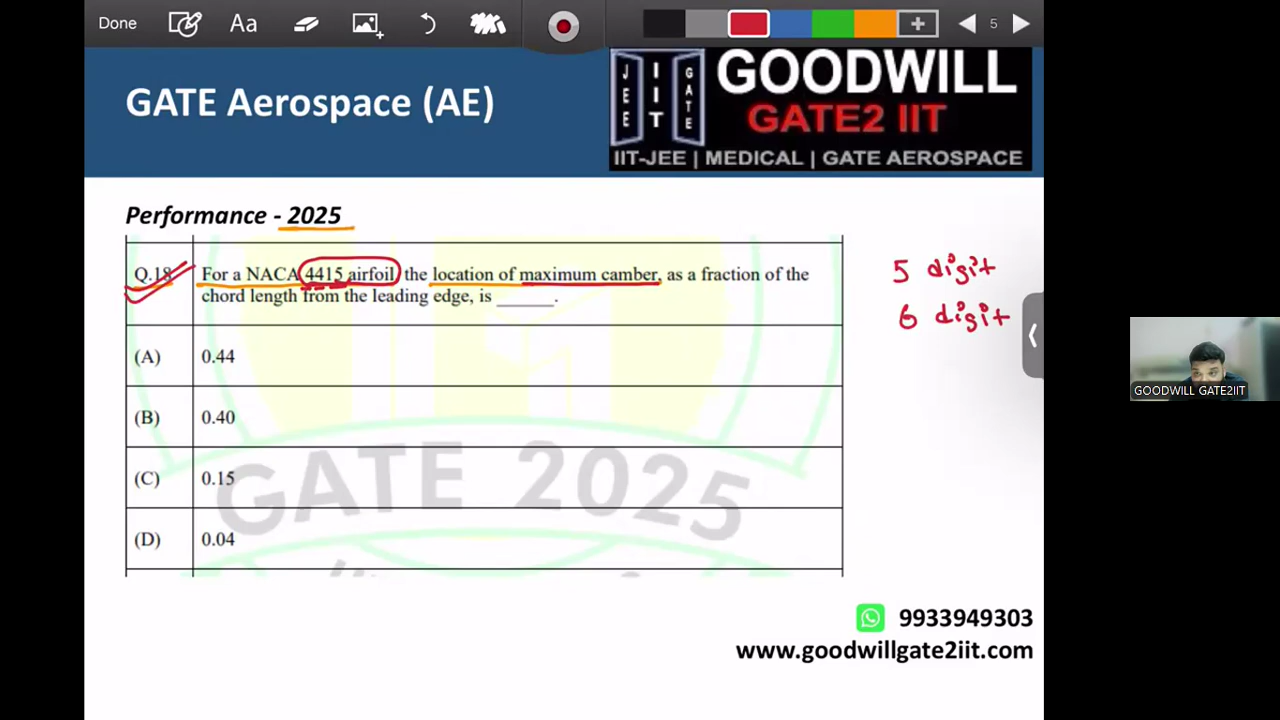 Done
Aa
5
GATE Aerospace (AE)
JEE
IIT
GATE
GOODWILL
GATE2 IIT
IIT-JEE | MEDICAL | GATE AEROSPACE
Performance - 2025
Q.18 For a NACA 4415 airfoil, the location of maximum camber, as a fraction of the
chord length from the leading edge, is ______.
(A) 0.44
(B) 0.40
(C) 0.15
(D) 0.04
GATE 2025
5 digit
6 digit
GOODWILL GATE2IIT
9933949303
www.goodwillgate2iit.com